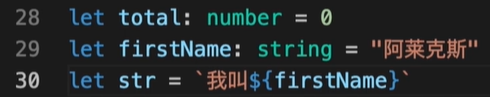 28 let total: number = 0
29 let firstName: string = "阿莱克斯"
30 let str = `我叫${firstName}`